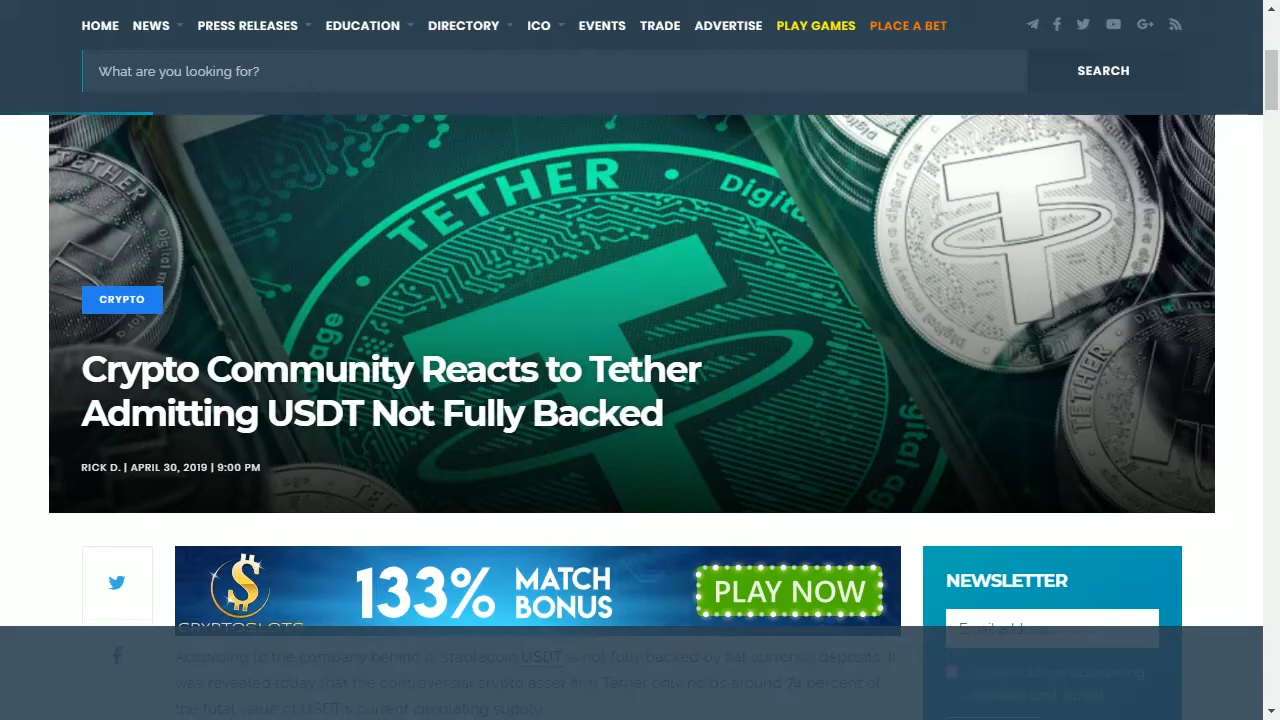 HOME NEWS PRESS RELEASES EDUCATION DIRECTORY ICO EVENTS TRADE ADVERTISE PLAY GAMES PLACE A BET
What are you looking for?
SEARCH
TETHER
TETHER
Digital
CRYPTO
Crypto Community Reacts to Tether
Admitting USDT Not Fully Backed
RICK D. | APRIL 30, 2019 | 9:00 PM
TETHER
133% MATCH BONUS
PLAY NOW
CRYPTOSLOTS
NEWSLETTER
According to the company behind it, stablecoin USDT is not fully backed by fiat currency deposits. It
was revealed today that the controversial crypto asset firm Tether only holds around 74 percent of
the total value of USDT's current circulating supply.